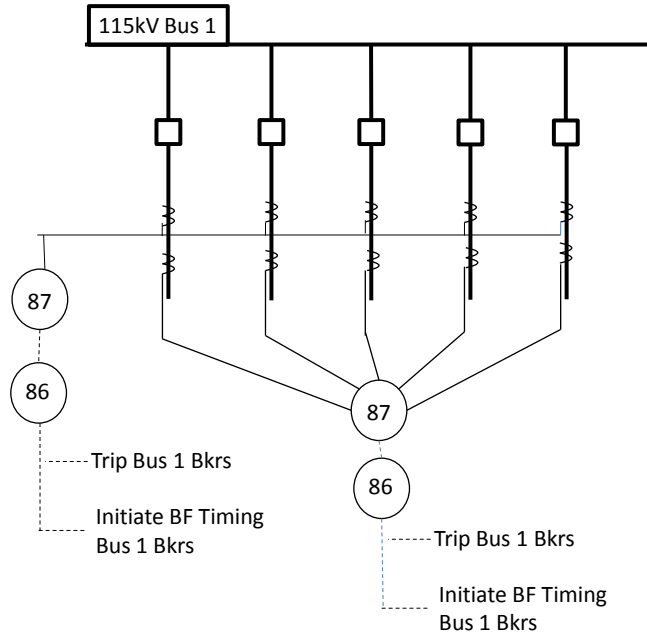 115kV Bus 1
87
86
Trip Bus 1 Bkrs
Initiate BF Timing
Bus 1 Bkrs
87
86
Trip Bus 1 Bkrs
Initiate BF Timing
Bus 1 Bkrs